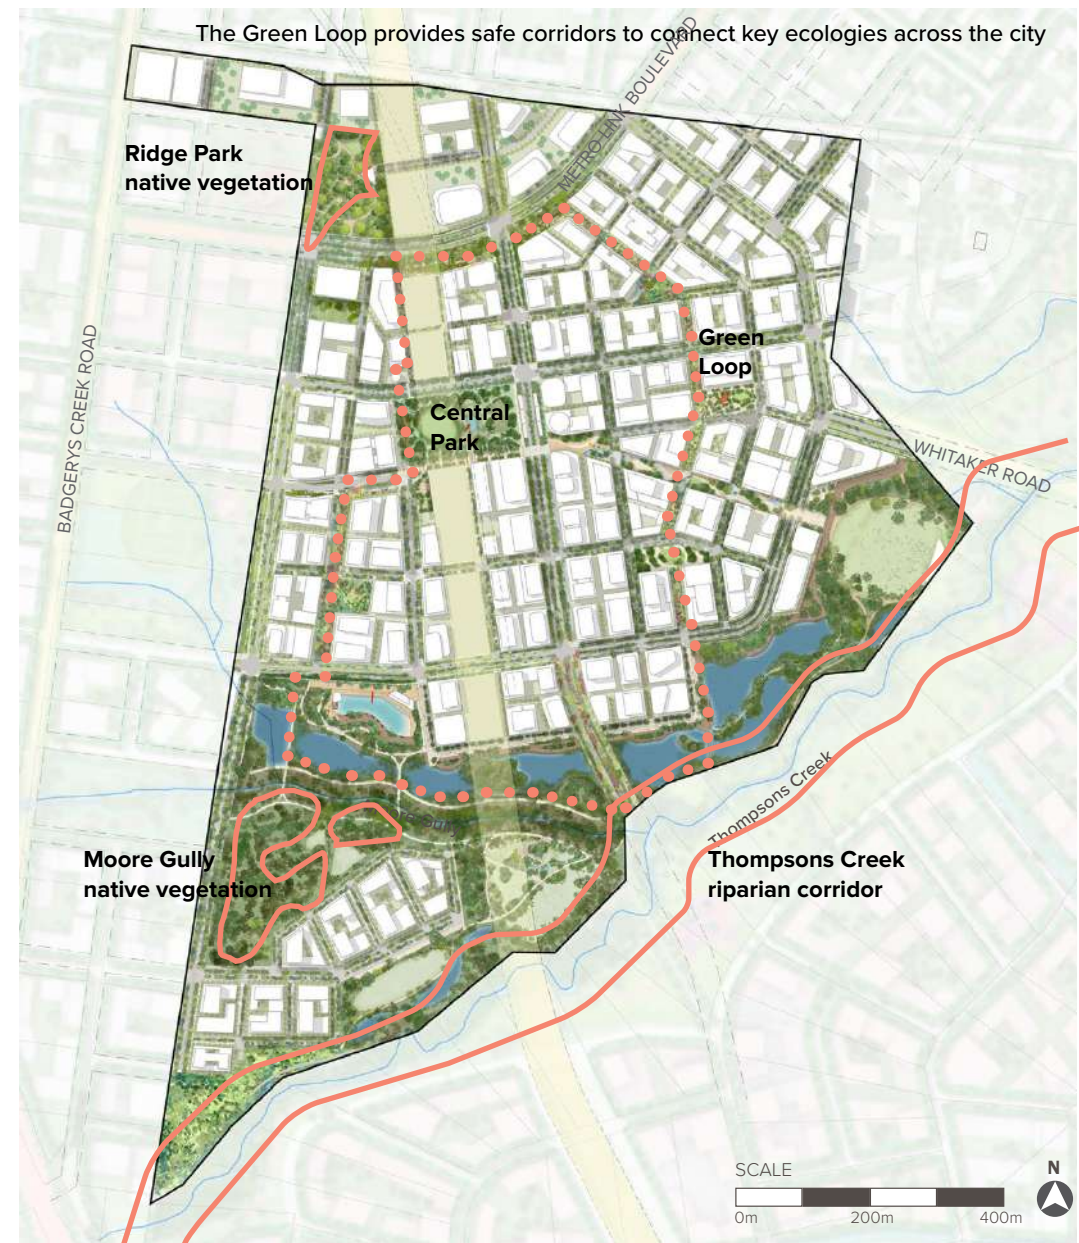 The Green Loop provides safe corridors to connect key ecologies across the city
METRO LINK BOULEVARD
Ridge Park
native vegetation
Green
Loop
BADGERYS CREEK ROAD
Central
Park
WHITAKER ROAD
Thompsons Creek
Moore Gully
native vegetation
Thompsons Creek
riparian corridor
SCALE
N
0m
200m
400m